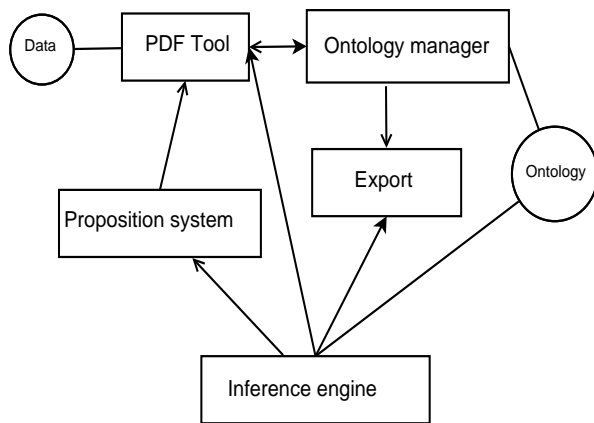 Data
PDF Tool
Ontology manager
Export
Ontology
Proposition system
Inference engine